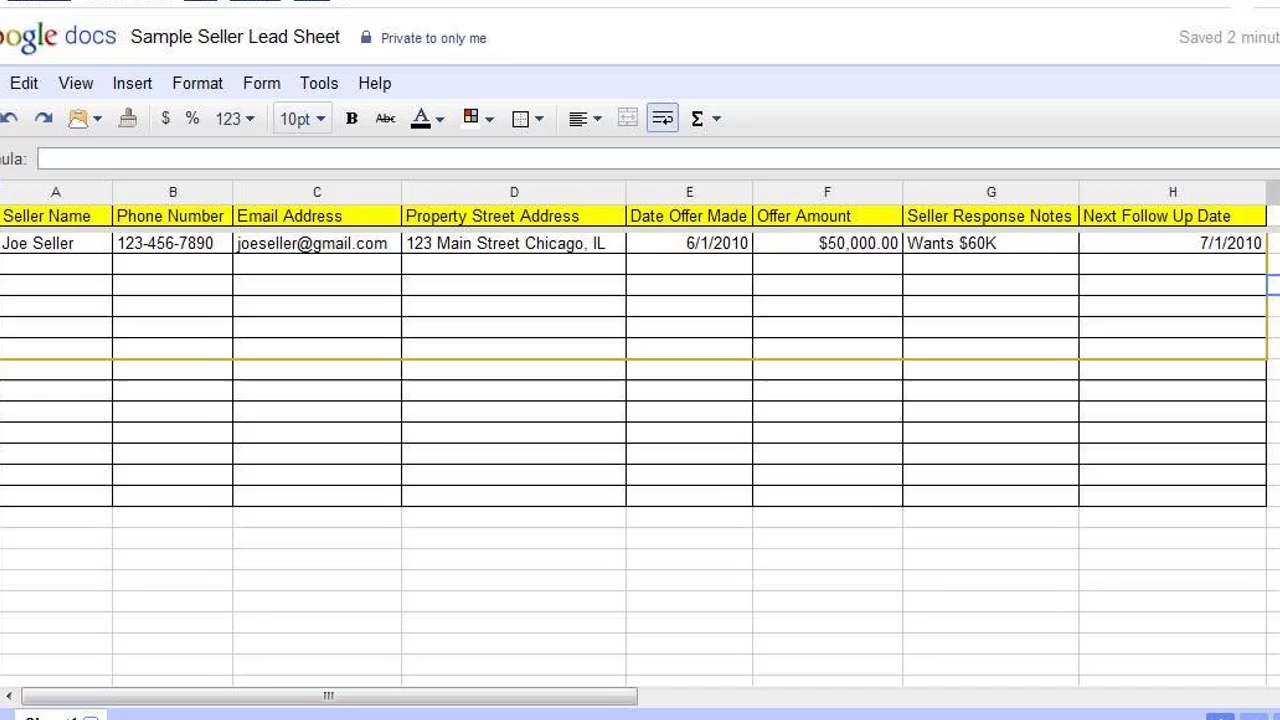 oogle docs Sample Seller Lead Sheet Private to only me Saved 2 minut
Edit View Insert Format Form Tools Help
$ % 123 10pt B Abc A Σ
ula:
A B C D E F G H
Seller Name Phone Number Email Address Property Street Address Date Offer Made Offer Amount Seller Response Notes Next Follow Up Date
Joe Seller 123-456-7890 joeseller@gmail.com 123 Main Street Chicago, IL 6/1/2010 $50,000.00 Wants $60K 7/1/2010